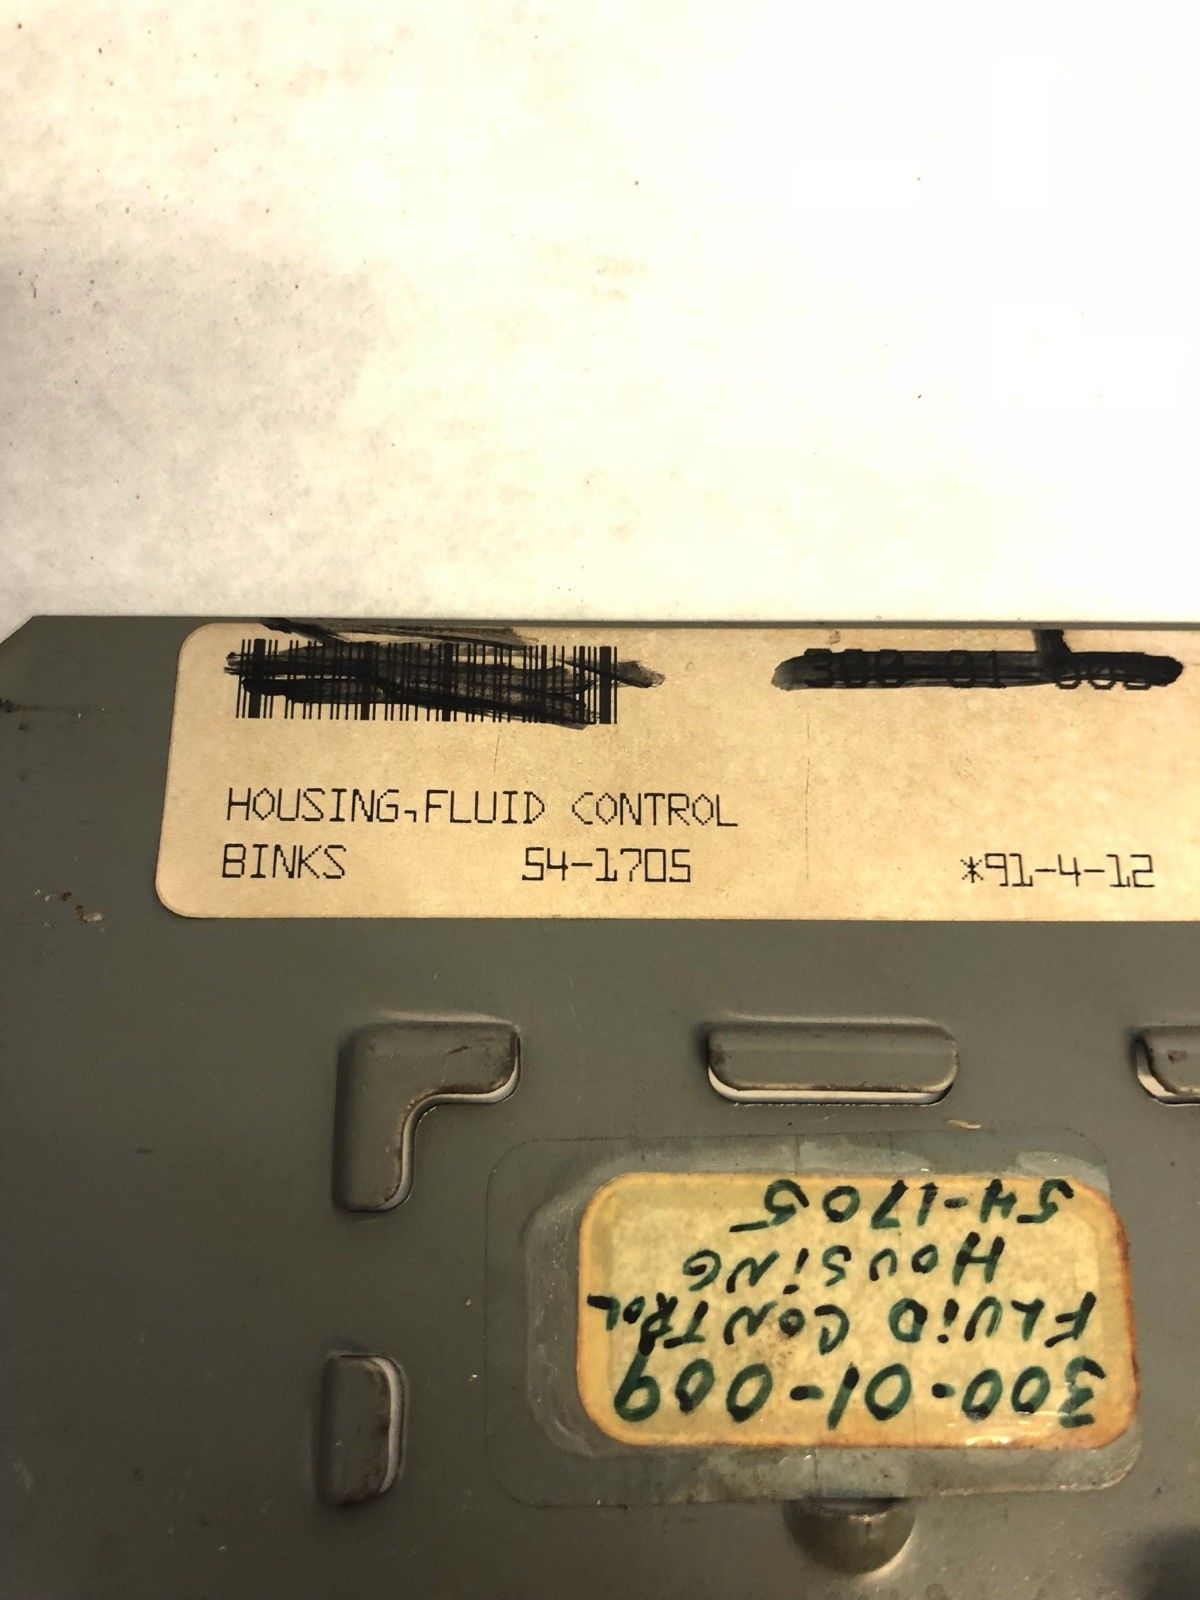 HOUSING,FLUID CONTROL
BINKS 54-1705 *91-4-12
300-01-009
FLUID CONTROL
HOUSING
54-1705